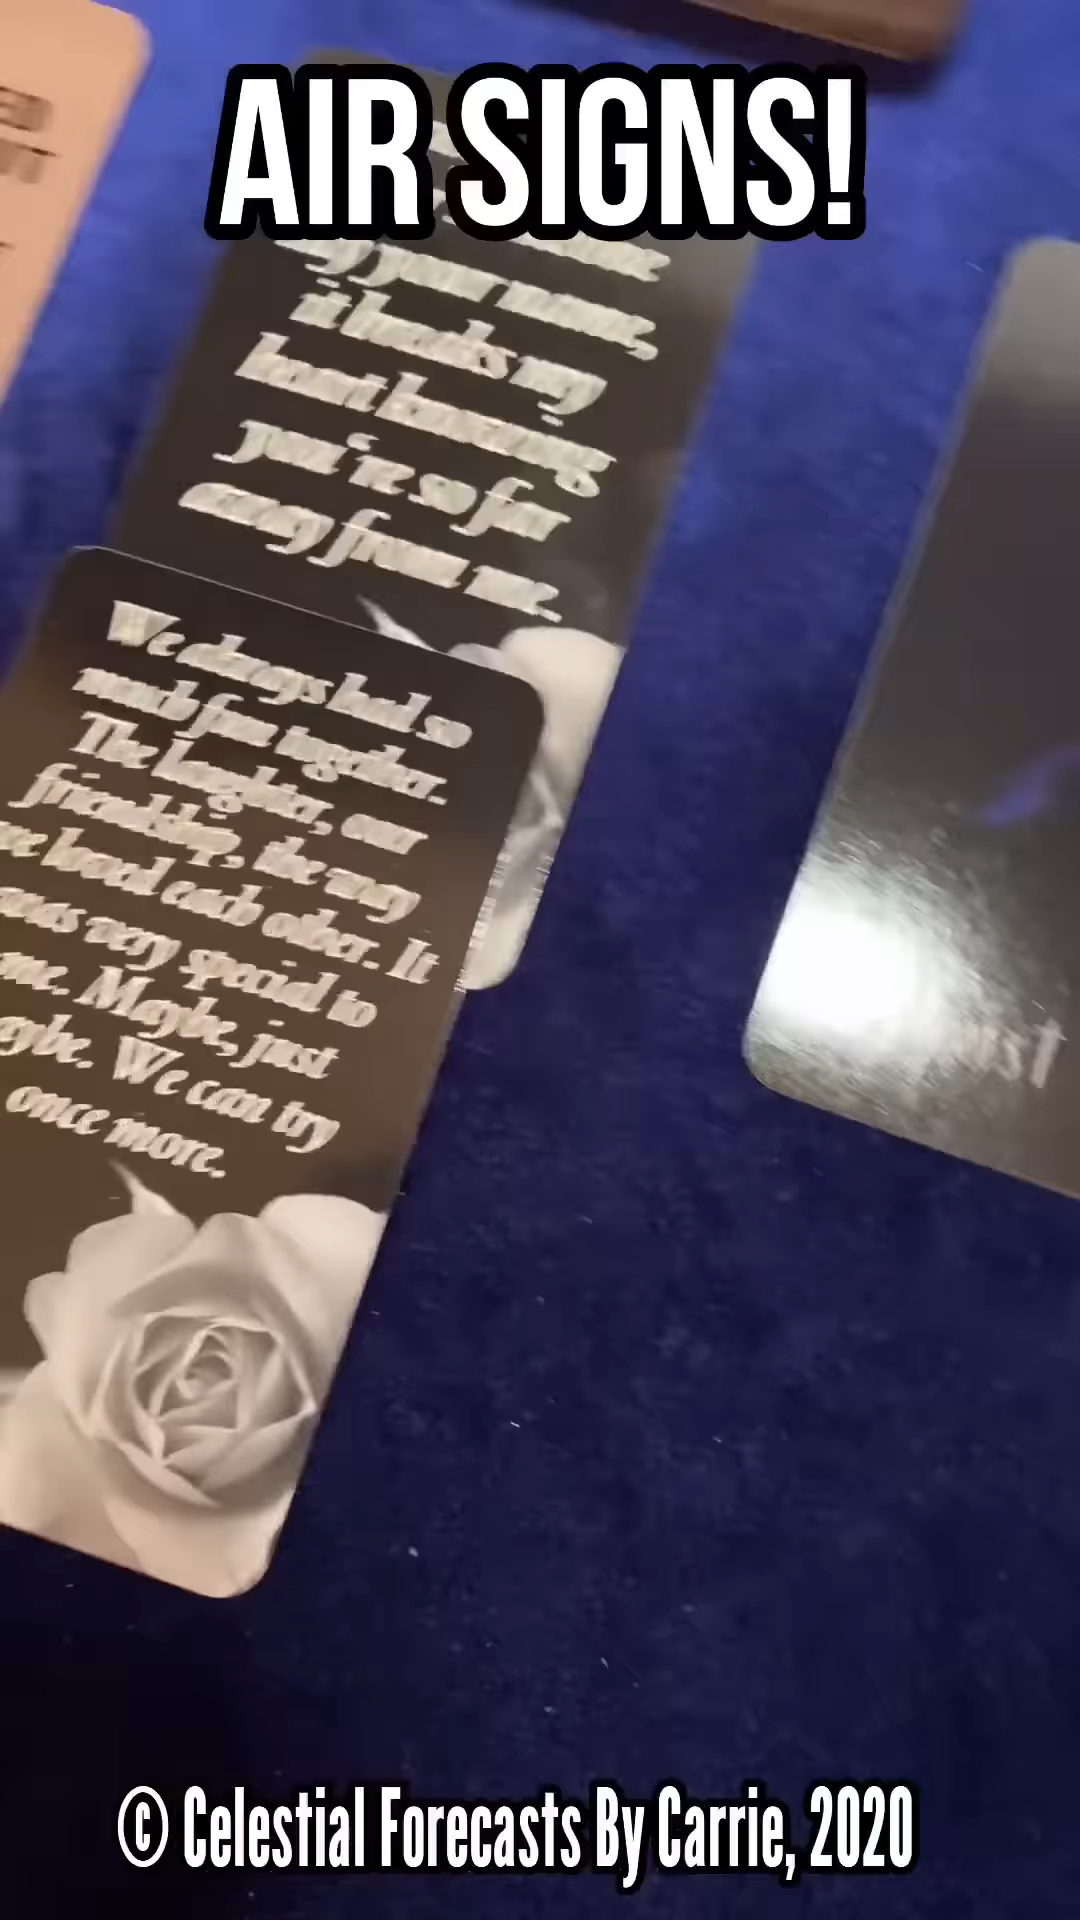 AIR SIGNS!
your name,
it breaks my
heart knowing
you're so far
away from me.
We always had so
much fun together.
The laughter, our
friendship, the way
we loved each other. It
was very special to
me. Maybe, just
maybe. We can try
once more.
© Celestial Forecasts By Carrie, 2020